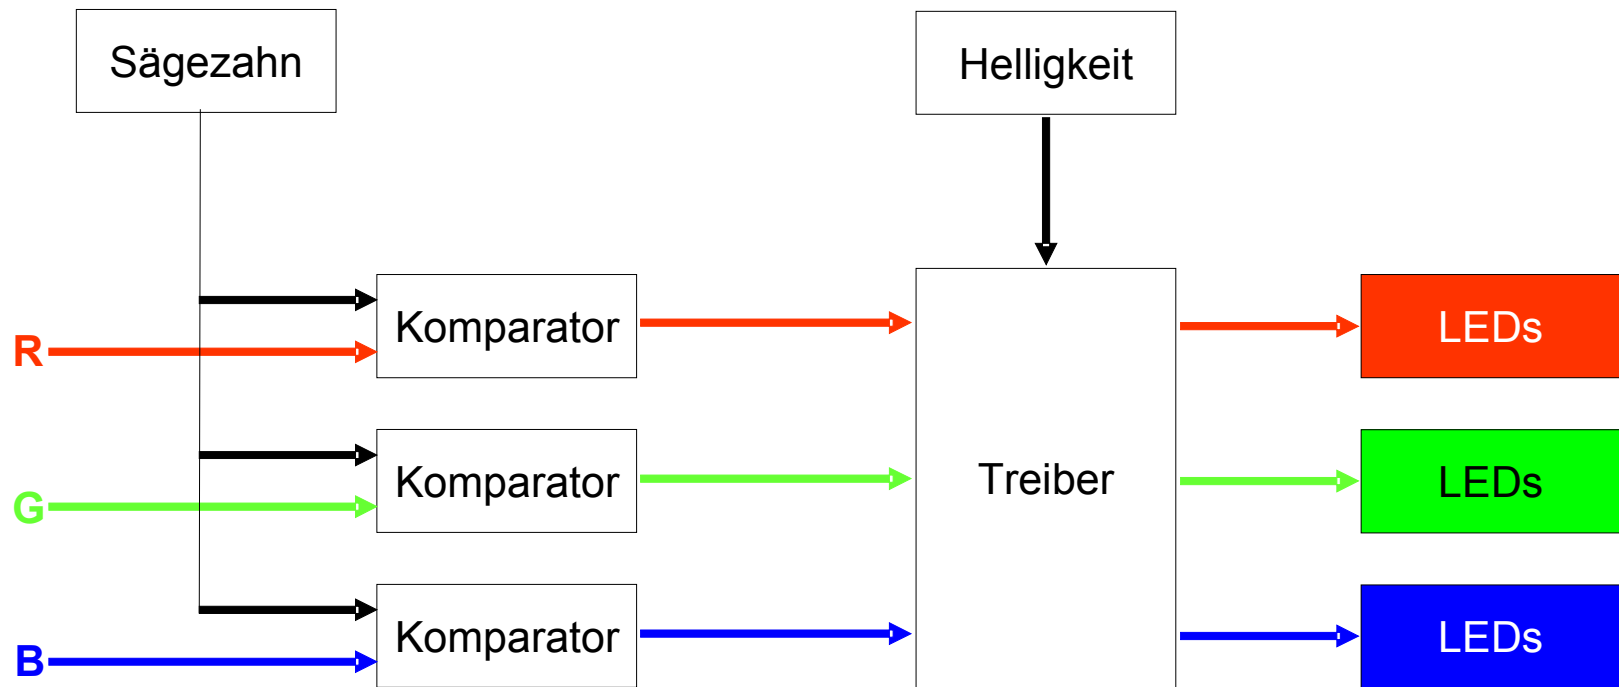 Sägezahn
Helligkeit
R
Komparator
LEDs
G
Komparator
Treiber
LEDs
B
Komparator
LEDs